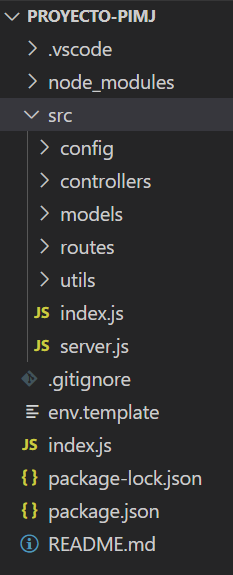 PROYECTO-PIMJ
.vscode
node_modules
src
config
controllers
models
routes
utils
JS index.js
JS server.js
.gitignore
env.template
JS index.js
{} package-lock.json
{} package.json
README.md